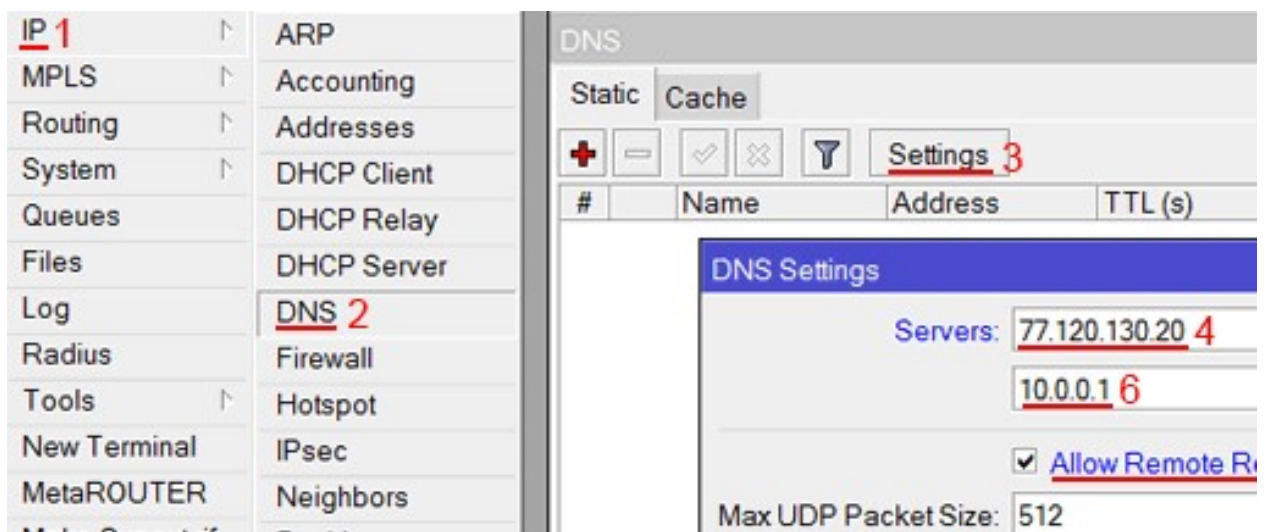 IP 1
MPLS
Routing
System
Queues
Files
Log
Radius
Tools
New Terminal
MetaROUTER
ARP
Accounting
Addresses
DHCP Client
DHCP Relay
DHCP Server
DNS 2
Firewall
Hotspot
IPsec
Neighbors
DNS
Static Cache
Settings 3
# Name Address TTL (s)
DNS Settings
Servers: 77.120.130.20 4
10.0.0.1 6
Allow Remote
Max UDP Packet Size: 512